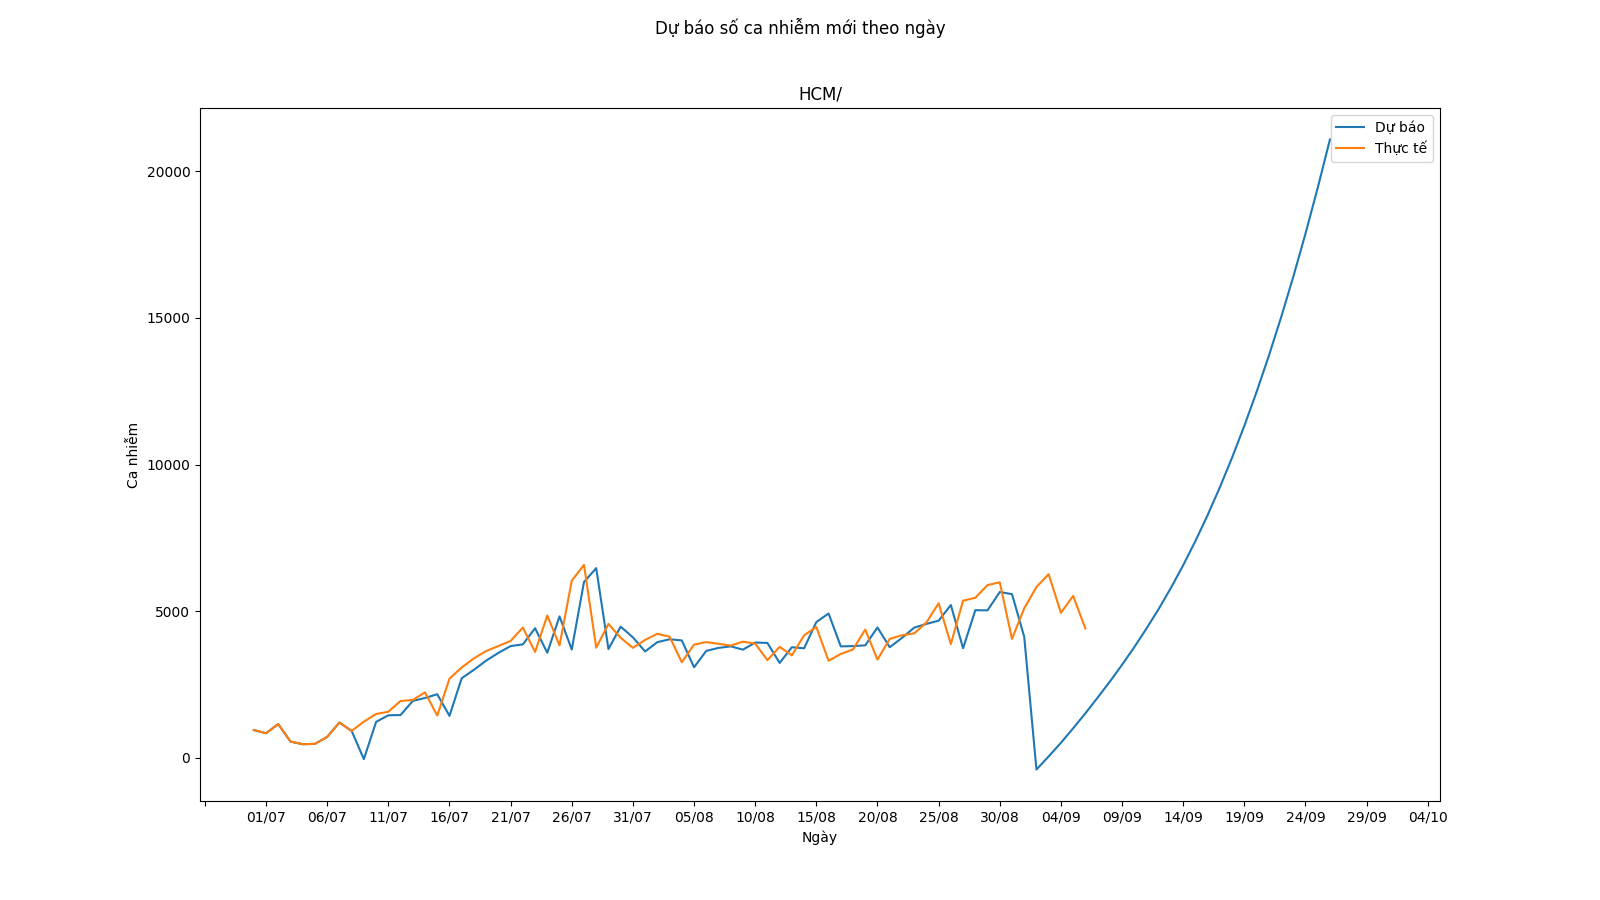 Dự báo số ca nhiễm mới theo ngày
HCM/
Dự báo
Thực tế
20000
15000
10000
5000
0
Ca nhiễm
01/07 06/07 11/07 16/07 21/07 26/07 31/07 05/08 10/08 15/08 20/08 25/08 30/08 04/09 09/09 14/09 19/09 24/09 29/09 04/10
Ngày